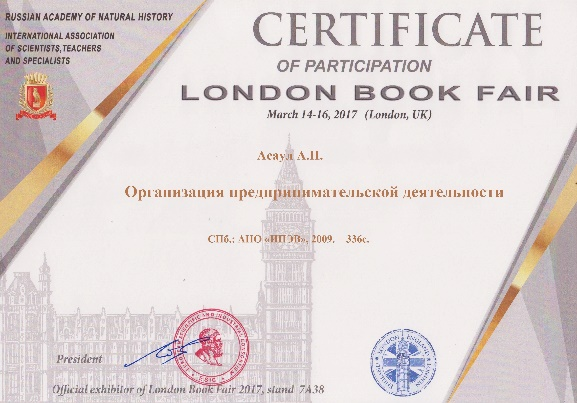 RUSSIAN ACADEMY OF NATURAL HISTORY
INTERNATIONAL ASSOCIATION
OF SCIENTISTS, TEACHERS
AND SPECIALISTS
CERTIFICATE
OF PARTICIPATION
LONDON BOOK FAIR
March 14-16, 2017 (London, UK)
Асаул А.Н.
Организация предпринимательской деятельности
СПб.: АНО «ИПЭВ», 2009. 336с.
President
Official exhibitor of London Book Fair 2017, stand 7A38